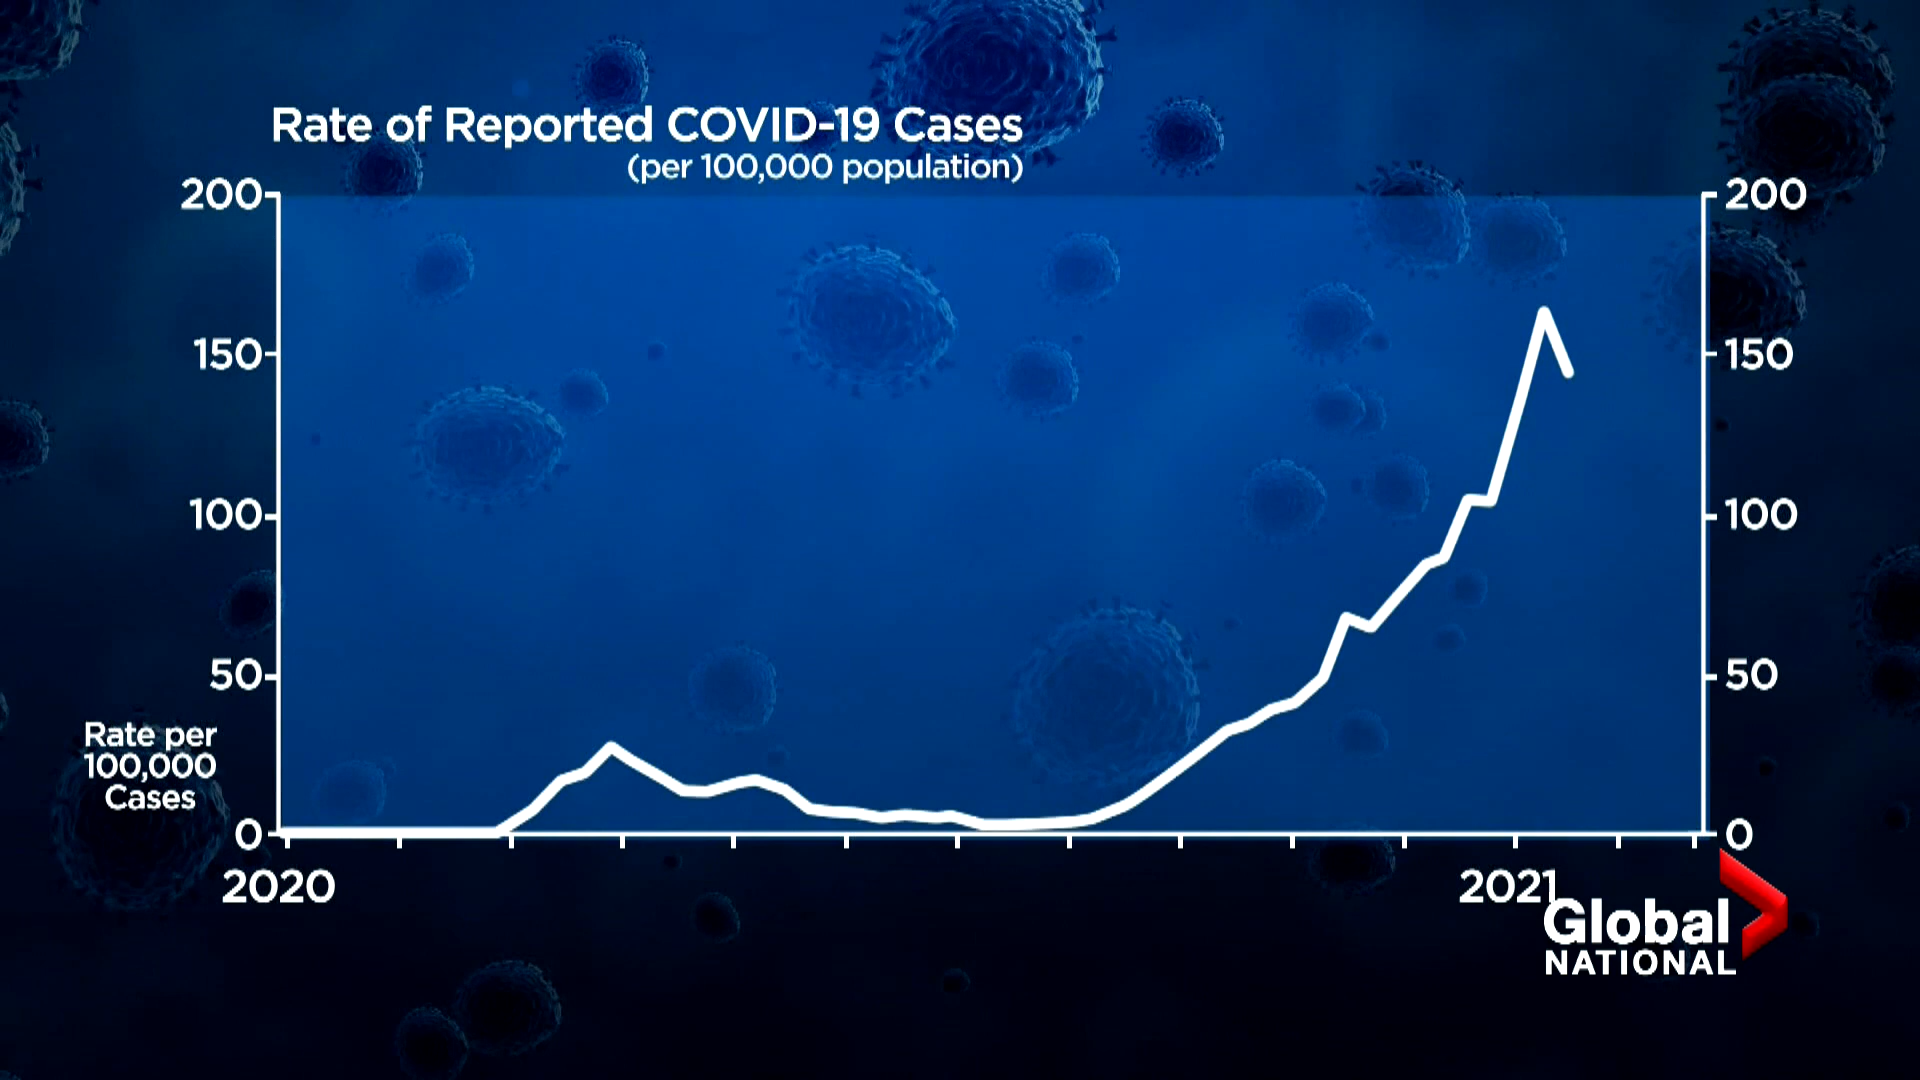 Rate of Reported COVID-19 Cases
(per 100,000 population)
200
200
150
150
100
100
50
50
Rate per
100,000
Cases
0
0
2020
2021
Global
NATIONAL